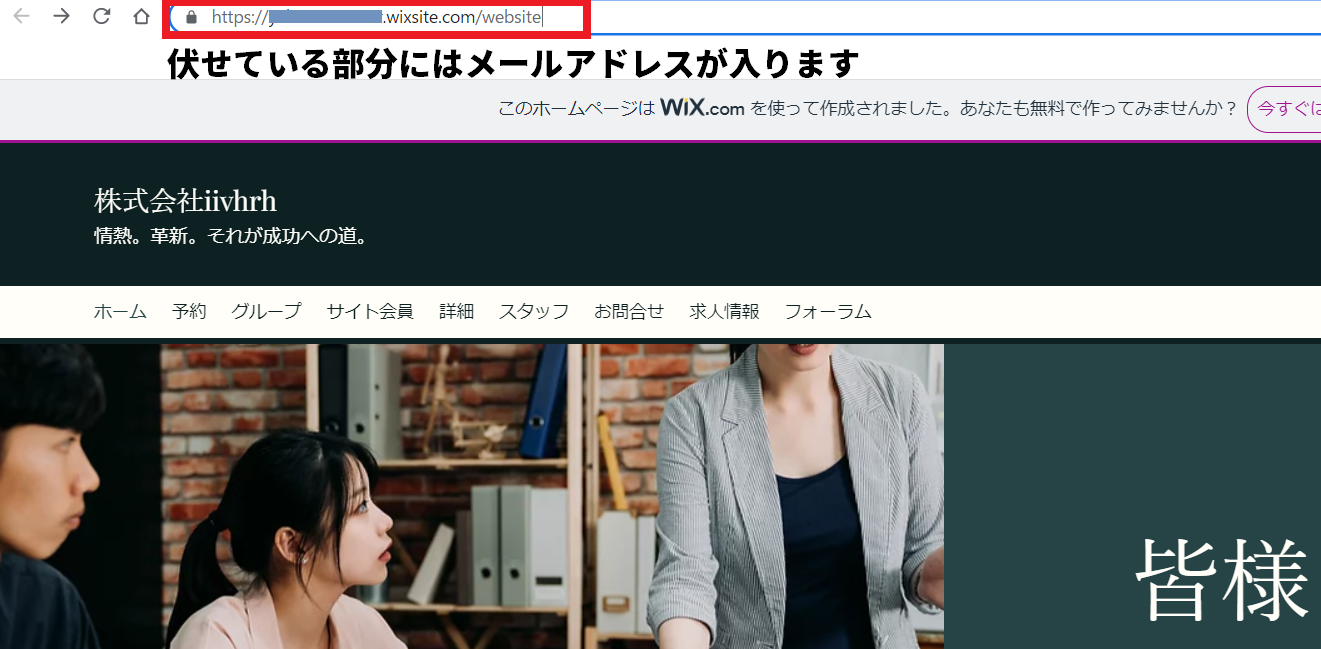 https://
.wixsite.com/website
伏せている部分にはメールアドレスが入ります
このホームページは WiX.com を使って作成されました。あなたも無料で作ってみませんか？ 今すぐは
株式会社iivhrh
情熱。革新。それが成功への道。
ホーム 予約 グループ サイト会員 詳細 スタッフ お問合せ 求人情報 フォーラム
皆様